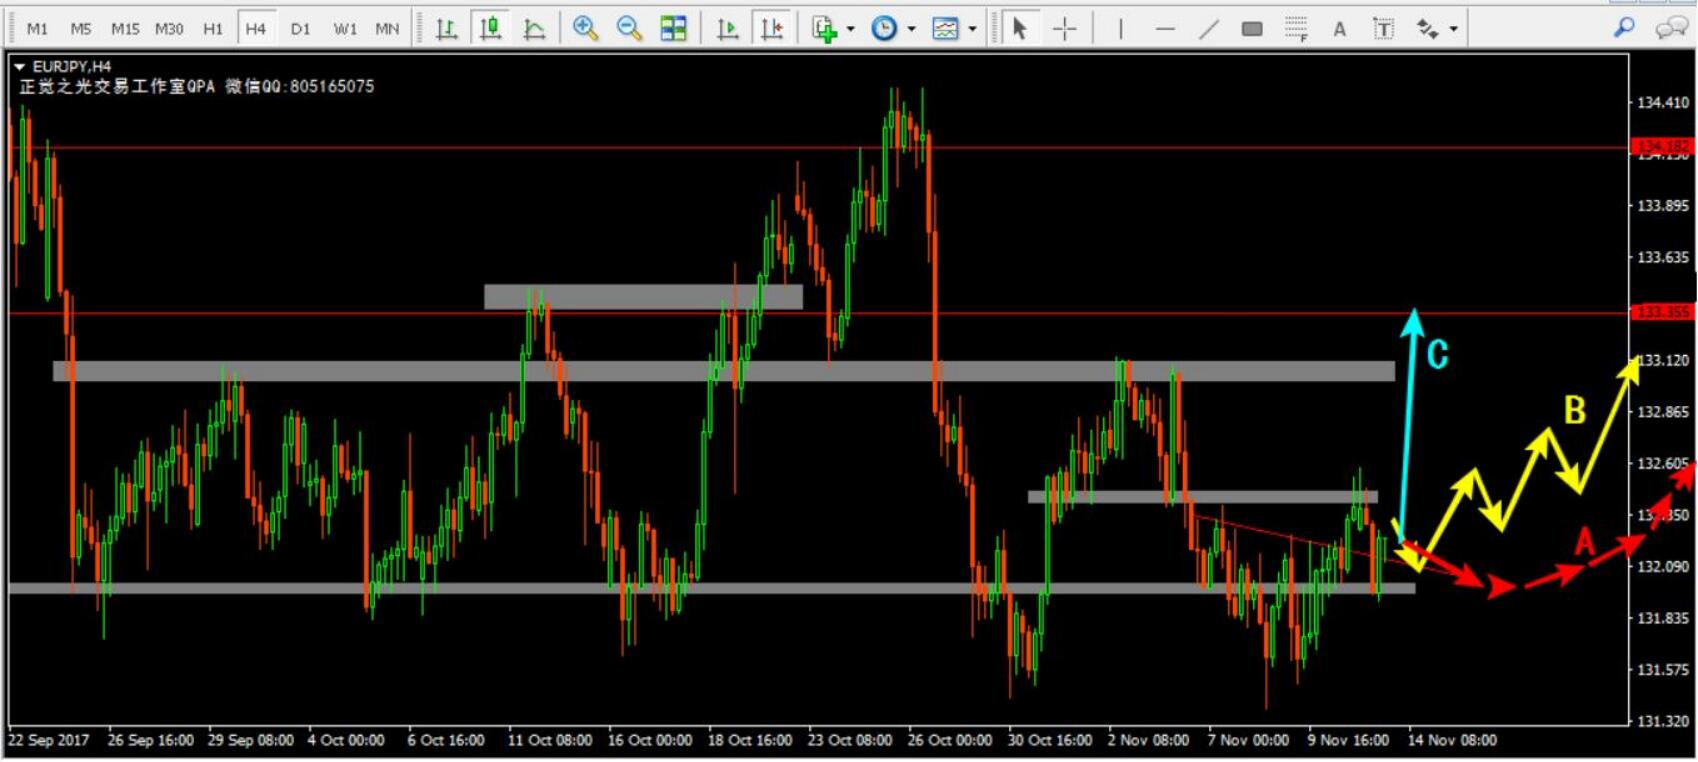 M1 M5 M15 M30 H1 H4 D1 W1 MN F A T
EURJPY,H4
正觉之光交易工作室QPA 微信QQ:805165075
134.410
134.182
133.895
133.635
133.355
C
133.120
B
132.865
132.605
A
132.090
131.835
131.575
131.320
22 Sep 2017 26 Sep 16:00 29 Sep 08:00 4 Oct 00:00 6 Oct 16:00 11 Oct 08:00 16 Oct 00:00 18 Oct 16:00 23 Oct 08:00 26 Oct 00:00 30 Oct 16:00 2 Nov 08:00 7 Nov 00:00 9 Nov 16:00 14 Nov 08:00